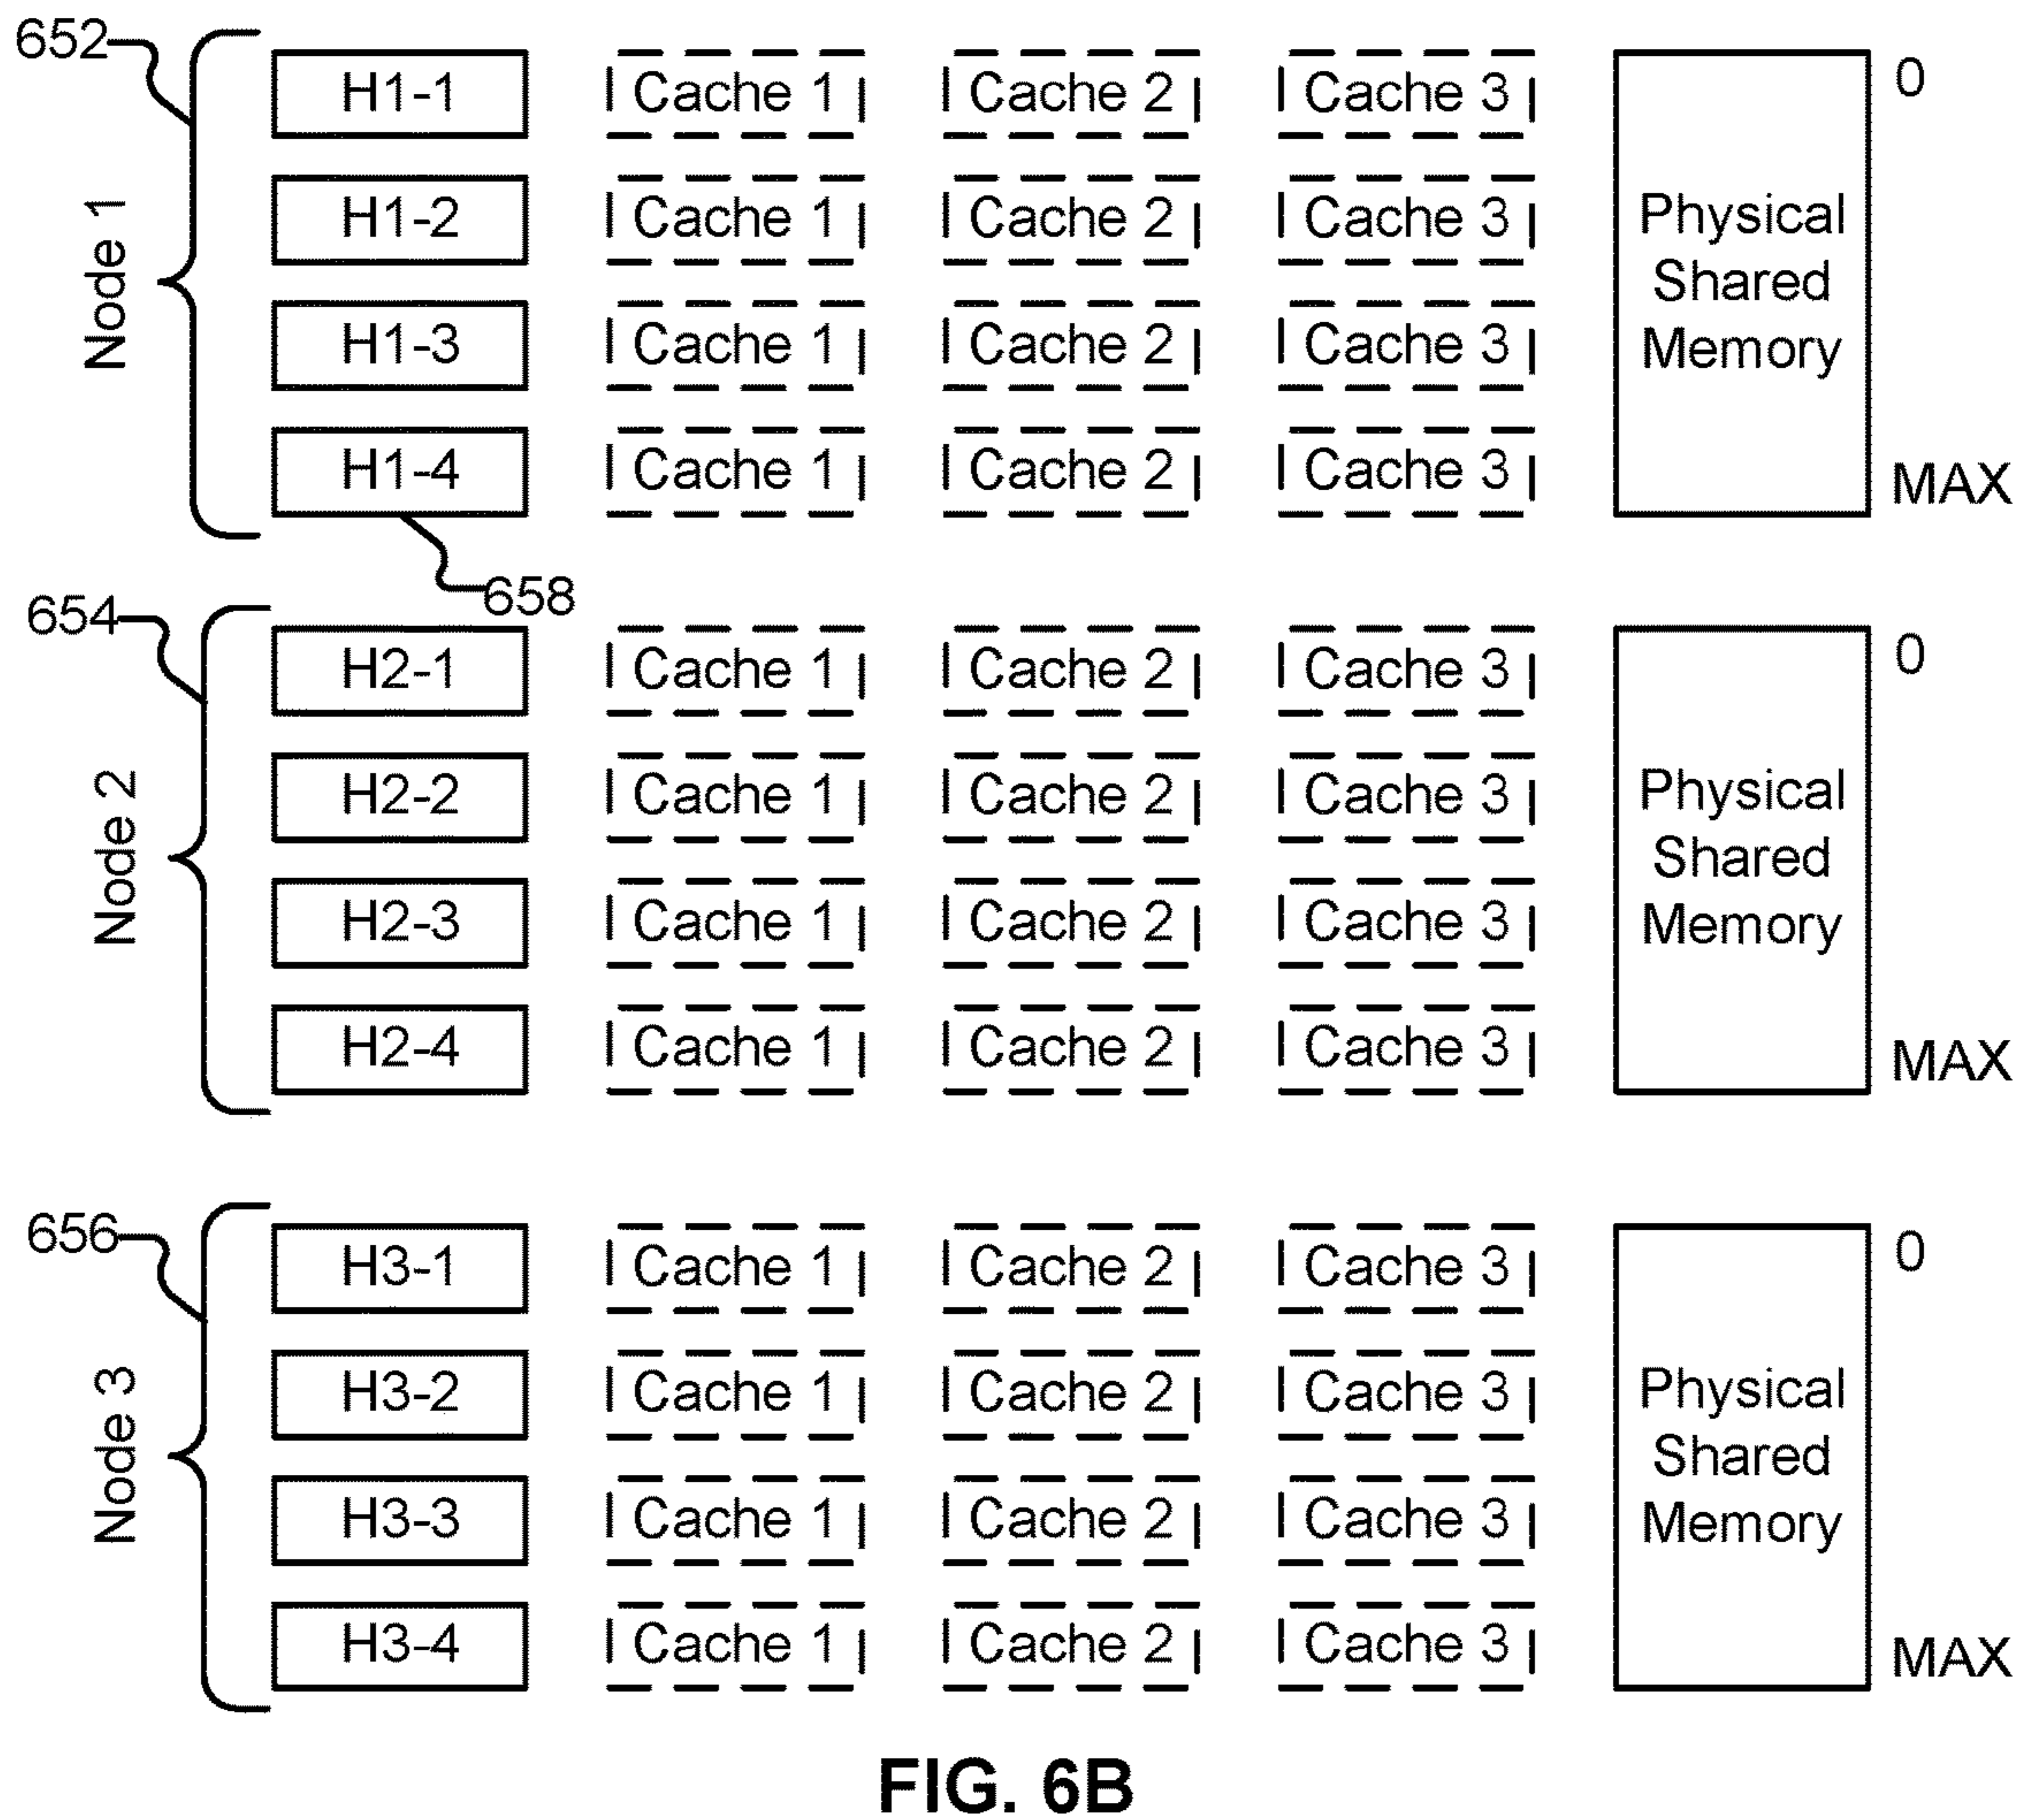 652
H1-1 Cache 1 Cache 2 Cache 3 0
H1-2 Cache 1 Cache 2 Cache 3
H1-3 Cache 1 Cache 2 Cache 3
H1-4 Cache 1 Cache 2 Cache 3
Node 1
Physical
Shared
Memory
MAX
658
654
H2-1 Cache 1 Cache 2 Cache 3 0
H2-2 Cache 1 Cache 2 Cache 3
H2-3 Cache 1 Cache 2 Cache 3
H2-4 Cache 1 Cache 2 Cache 3
Node 2
Physical
Shared
Memory
MAX
656
H3-1 Cache 1 Cache 2 Cache 3 0
H3-2 Cache 1 Cache 2 Cache 3
H3-3 Cache 1 Cache 2 Cache 3
H3-4 Cache 1 Cache 2 Cache 3
Node 3
Physical
Shared
Memory
MAX
FIG. 6B